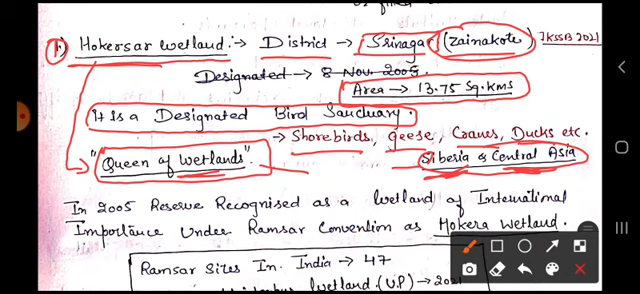 1.) Hokersar Wetland :→ District → Srinaga (Zainakote) JKSSB 2021
Designated → 8 Nov. 2005.
Area → 13.75 Sq.Kms
It Is a Designated Bird Sanctuary.
→ Shorebirds, geese, Cranes, Ducks etc.
"Queen of Wetlands" Siberia & Central Asia
In 2005 Reserve Recognised as a Wetland of International
Importance Under Ramsar Convention as Hokera Wetland.
Ramsar Sites In India → 47
Wetland (U.P) → 2021